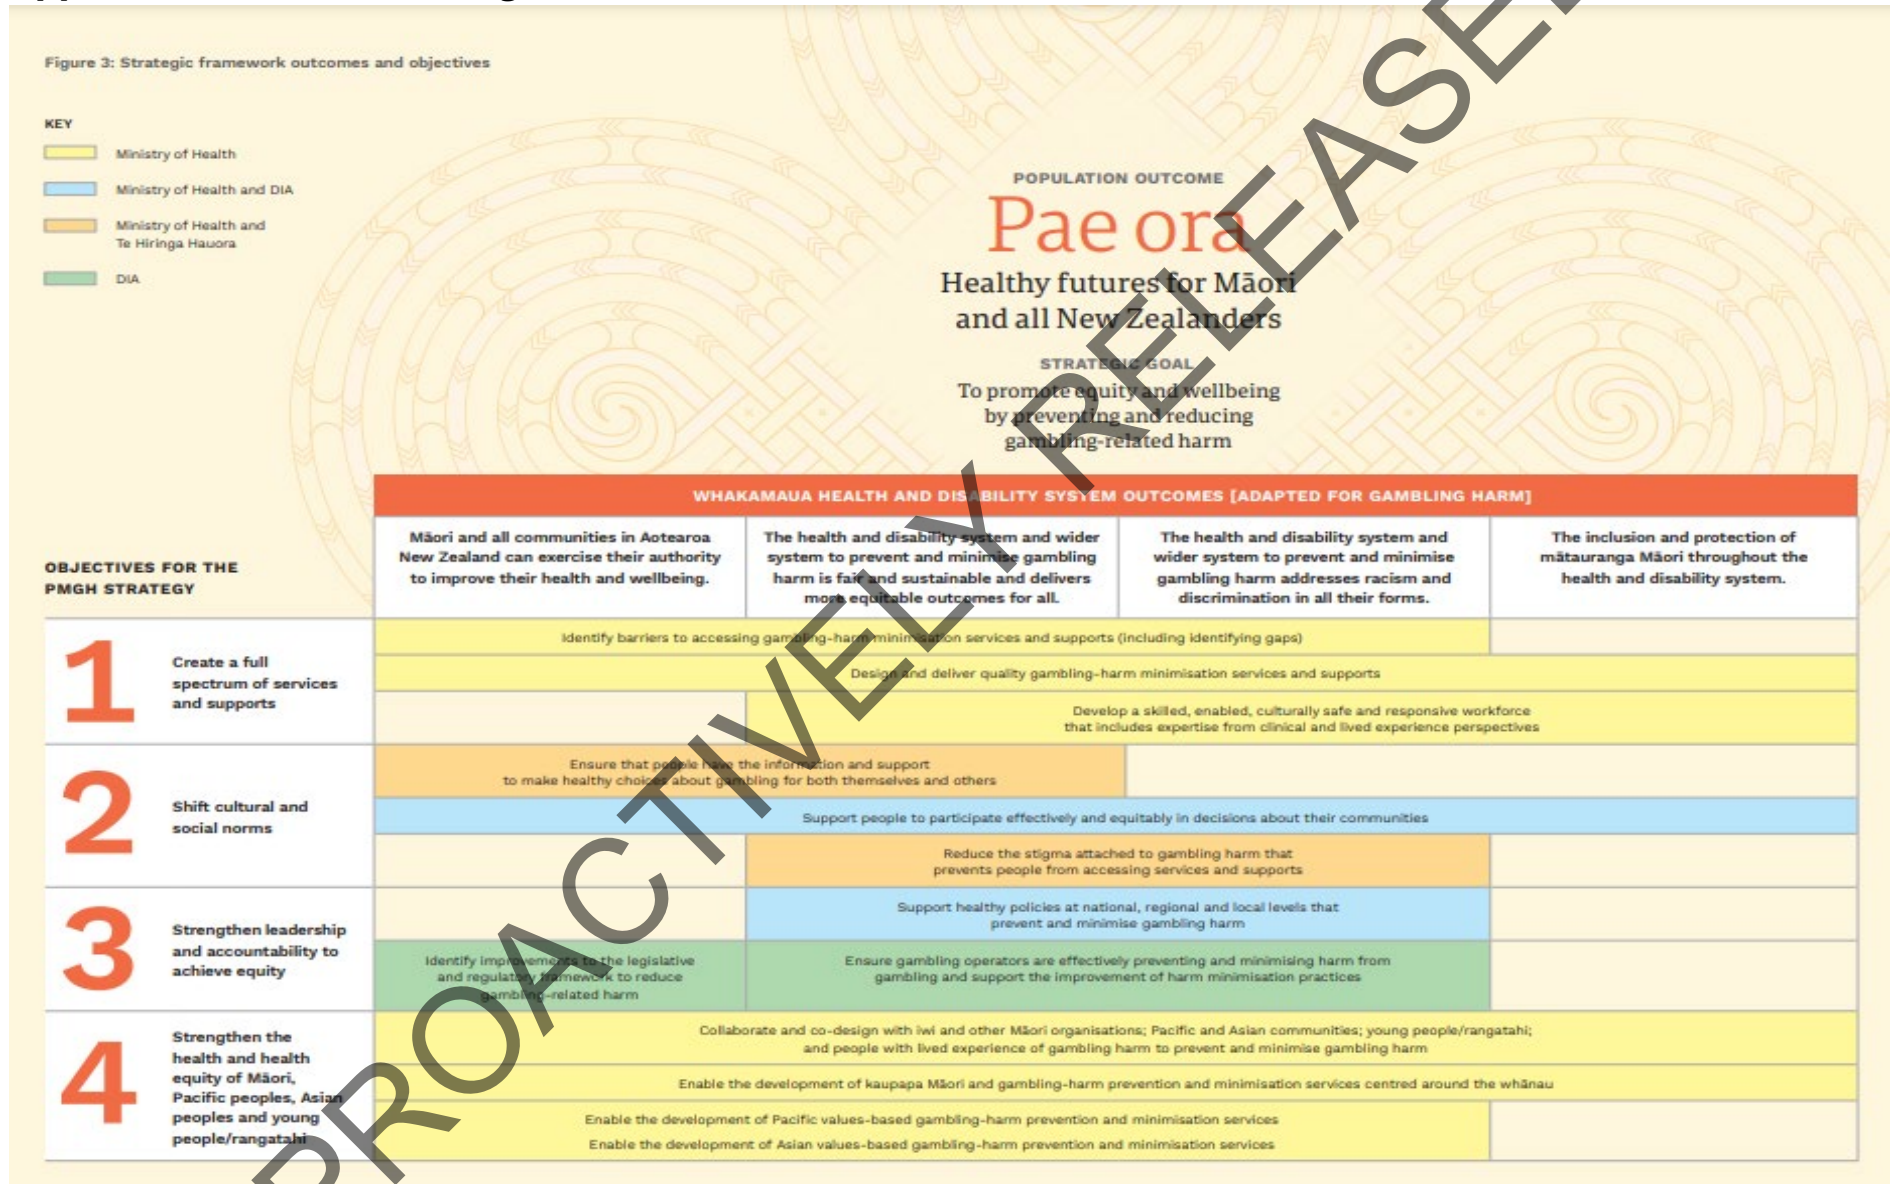 Figure 3: Strategic framework outcomes and objectives
KEY
Ministry of Health
Ministry of Health and DIA
Ministry of Health and
Te Hiringa Hauora
DIA
POPULATION OUTCOME
Pae ora
Healthy futures for Māori
and all New Zealanders
STRATEGIC GOAL
To promote equity and wellbeing
by preventing and reducing
gambling-related harm
WHAKAMAUA HEALTH AND DISABILITY SYSTEM OUTCOMES [ADAPTED FOR GAMBLING HARM]
OBJECTIVES FOR THE
PMGH STRATEGY
Māori and all communities in Aotearoa
New Zealand can exercise their authority
to improve their health and wellbeing.
The health and disability system and wider
system to prevent and minimise gambling
harm is fair and sustainable and delivers
more equitable outcomes for all.
The health and disability system and
wider system to prevent and minimise
gambling harm addresses racism and
discrimination in all their forms.
The inclusion and protection of
mātauranga Māori throughout the
health and disability system.
1
Create a full
spectrum of services
and supports
Identify barriers to accessing gambling-harm minimisation services and supports (including identifying gaps)
Design and deliver quality gambling-harm minimisation services and supports
Develop a skilled, enabled, culturally safe and responsive workforce
that includes expertise from clinical and lived experience perspectives
2
Shift cultural and
social norms
Ensure that people have the information and support
to make healthy choices about gambling for both themselves and others
Support people to participate effectively and equitably in decisions about their communities
Reduce the stigma attached to gambling harm that
prevents people from accessing services and supports
3
Strengthen leadership
and accountability to
achieve equity
Support healthy policies at national, regional and local levels that
prevent and minimise gambling harm
Identify improvements to the legislative
and regulatory framework to reduce
gambling-related harm
Ensure gambling operators are effectively preventing and minimising harm from
gambling and support the improvement of harm minimisation practices
4
Strengthen the
health and health
equity of Māori,
Pacific peoples, Asian
peoples and young
people/rangatahi
Collaborate and co-design with iwi and other Māori organisations; Pacific and Asian communities; young people/rangatahi;
and people with lived experience of gambling harm to prevent and minimise gambling harm
Enable the development of kaupapa Māori and gambling-harm prevention and minimisation services centred around the whānau
Enable the development of Pacific values-based gambling-harm prevention and minimisation services
Enable the development of Asian values-based gambling-harm prevention and minimisation services
PROACTIVELY RELEASED